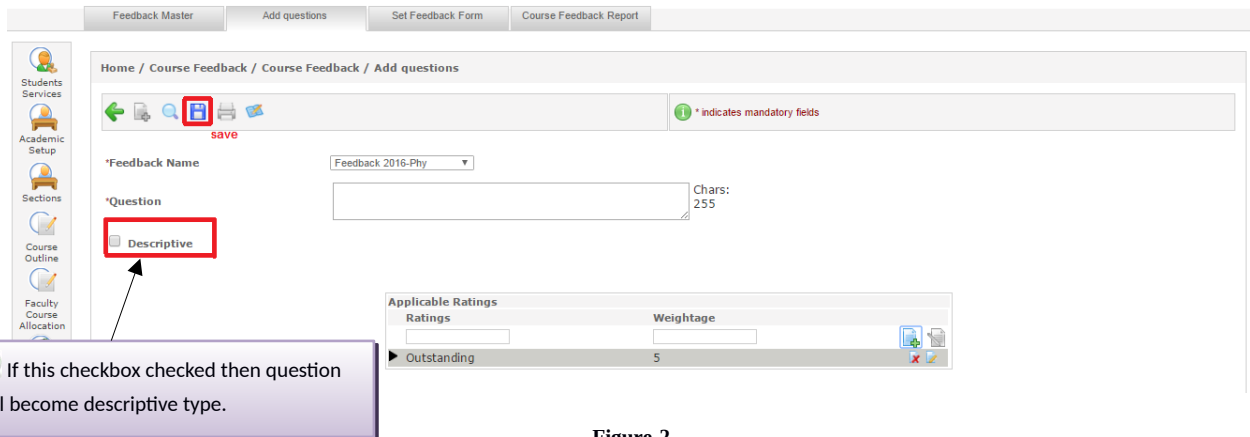 Feedback Master
Add questions
Set Feedback Form
Course Feedback Report
Students
Services
Academic
Setup
Sections
Course
Outline
Faculty
Course
Allocation
Home / Course Feedback / Course Feedback / Add questions
save
* indicates mandatory fields
*Feedback Name
Feedback 2016-Phy
*Question
Chars:
255
Descriptive
Applicable Ratings
Ratings Weightage
Outstanding 5
If this checkbox checked then question
become descriptive type.
Figure 2